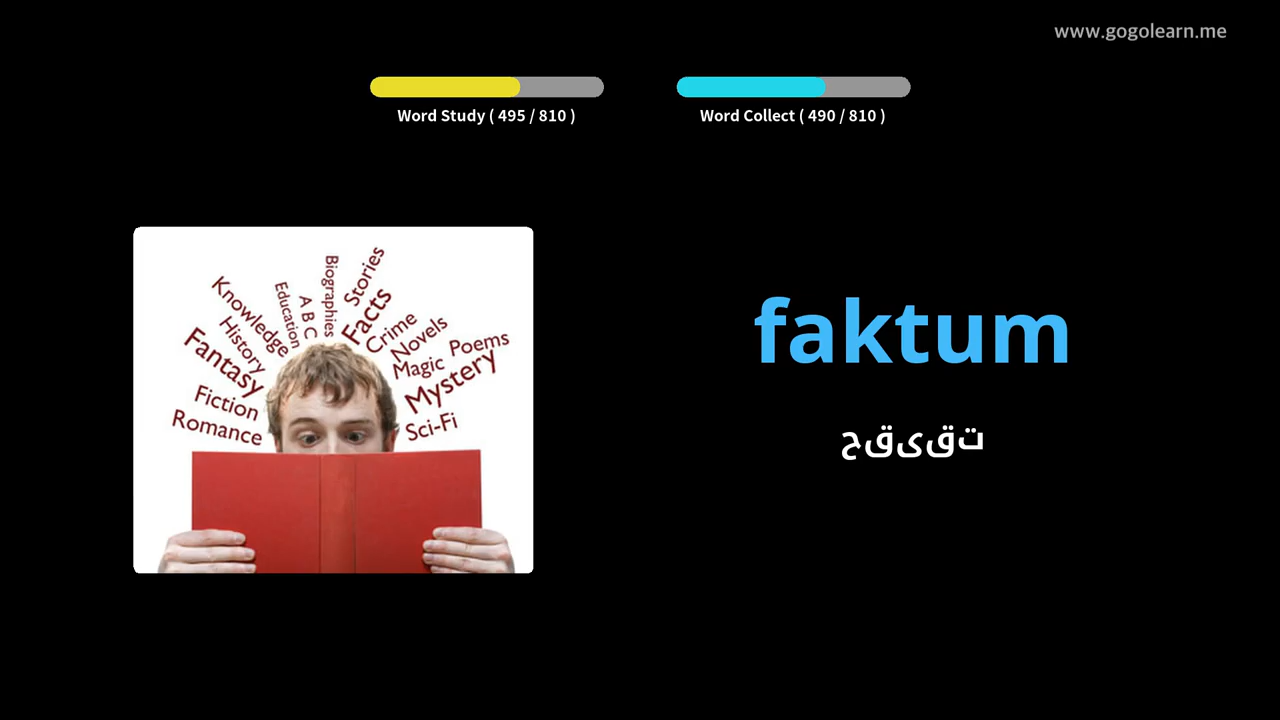 www.gogolearn.me
Word Study ( 495 / 810 )
Word Collect ( 490 / 810 )
Romance
Fiction
Fantasy
History
Knowledge
Education
A B C
Biographies
Stories
Facts
Crime
Novels
Magic
Poems
Mystery
Sci-Fi
faktum
تقیقح